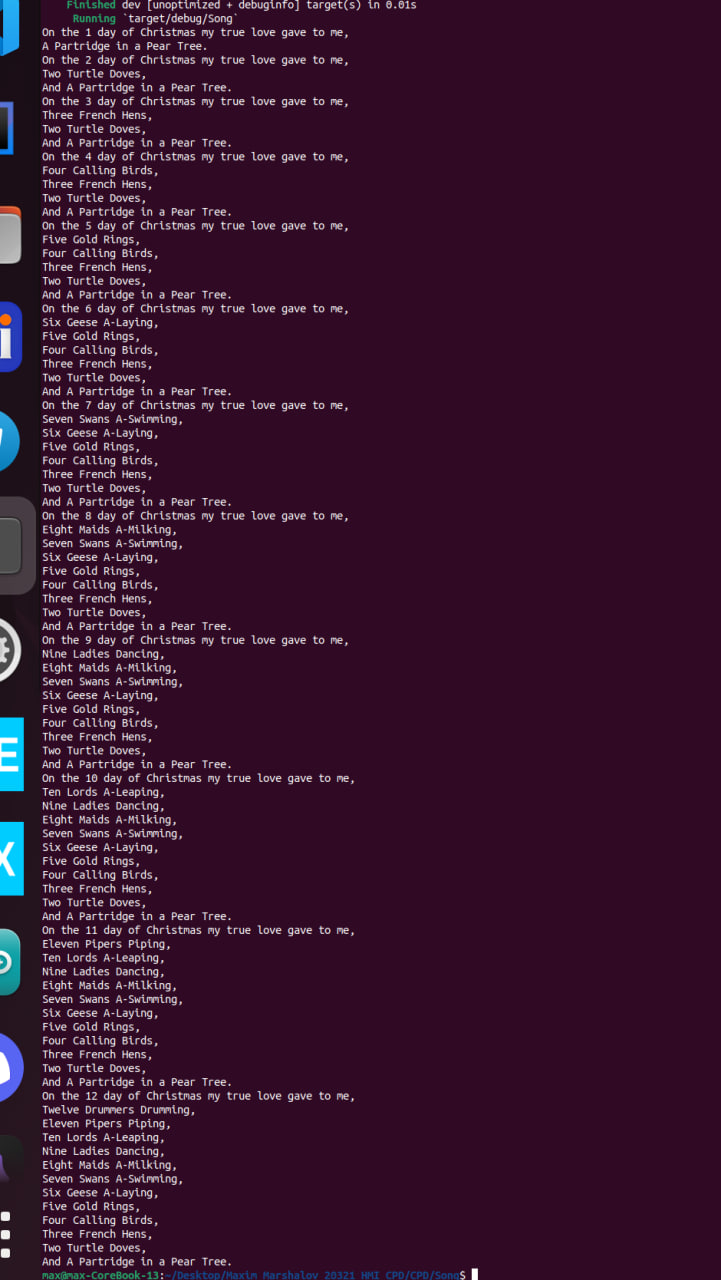 Finished dev [unoptimized + debuginfo] target(s) in 0.01s
Running `target/debug/Song`
On the 1 day of Christmas my true love gave to me,
A Partridge in a Pear Tree.
On the 2 day of Christmas my true love gave to me,
Two Turtle Doves,
And A Partridge in a Pear Tree.
On the 3 day of Christmas my true love gave to me,
Three French Hens,
Two Turtle Doves,
And A Partridge in a Pear Tree.
On the 4 day of Christmas my true love gave to me,
Four Calling Birds,
Three French Hens,
Two Turtle Doves,
And A Partridge in a Pear Tree.
On the 5 day of Christmas my true love gave to me,
Five Gold Rings,
Four Calling Birds,
Three French Hens,
Two Turtle Doves,
And A Partridge in a Pear Tree.
On the 6 day of Christmas my true love gave to me,
Six Geese A-Laying,
Five Gold Rings,
Four Calling Birds,
Three French Hens,
Two Turtle Doves,
And A Partridge in a Pear Tree.
On the 7 day of Christmas my true love gave to me,
Seven Swans A-Swimming,
Six Geese A-Laying,
Five Gold Rings,
Four Calling Birds,
Three French Hens,
Two Turtle Doves,
And A Partridge in a Pear Tree.
On the 8 day of Christmas my true love gave to me,
Eight Maids A-Milking,
Seven Swans A-Swimming,
Six Geese A-Laying,
Five Gold Rings,
Four Calling Birds,
Three French Hens,
Two Turtle Doves,
And A Partridge in a Pear Tree.
On the 9 day of Christmas my true love gave to me,
Nine Ladies Dancing,
Eight Maids A-Milking,
Seven Swans A-Swimming,
Six Geese A-Laying,
Five Gold Rings,
Four Calling Birds,
Three French Hens,
Two Turtle Doves,
And A Partridge in a Pear Tree.
On the 10 day of Christmas my true love gave to me,
Ten Lords A-Leaping,
Nine Ladies Dancing,
Eight Maids A-Milking,
Seven Swans A-Swimming,
Six Geese A-Laying,
Five Gold Rings,
Four Calling Birds,
Three French Hens,
Two Turtle Doves,
And A Partridge in a Pear Tree.
On the 11 day of Christmas my true love gave to me,
Eleven Pipers Piping,
Ten Lords A-Leaping,
Nine Ladies Dancing,
Eight Maids A-Milking,
Seven Swans A-Swimming,
Six Geese A-Laying,
Five Gold Rings,
Four Calling Birds,
Three French Hens,
Two Turtle Doves,
And A Partridge in a Pear Tree.
On the 12 day of Christmas my true love gave to me,
Twelve Drummers Drumming,
Eleven Pipers Piping,
Ten Lords A-Leaping,
Nine Ladies Dancing,
Eight Maids A-Milking,
Seven Swans A-Swimming,
Six Geese A-Laying,
Five Gold Rings,
Four Calling Birds,
Three French Hens,
Two Turtle Doves,
And A Partridge in a Pear Tree.
max@max-CoreBook-13:~/Desktop/Maxim Marshalov 20321 HMI CPD/CPD/Song$